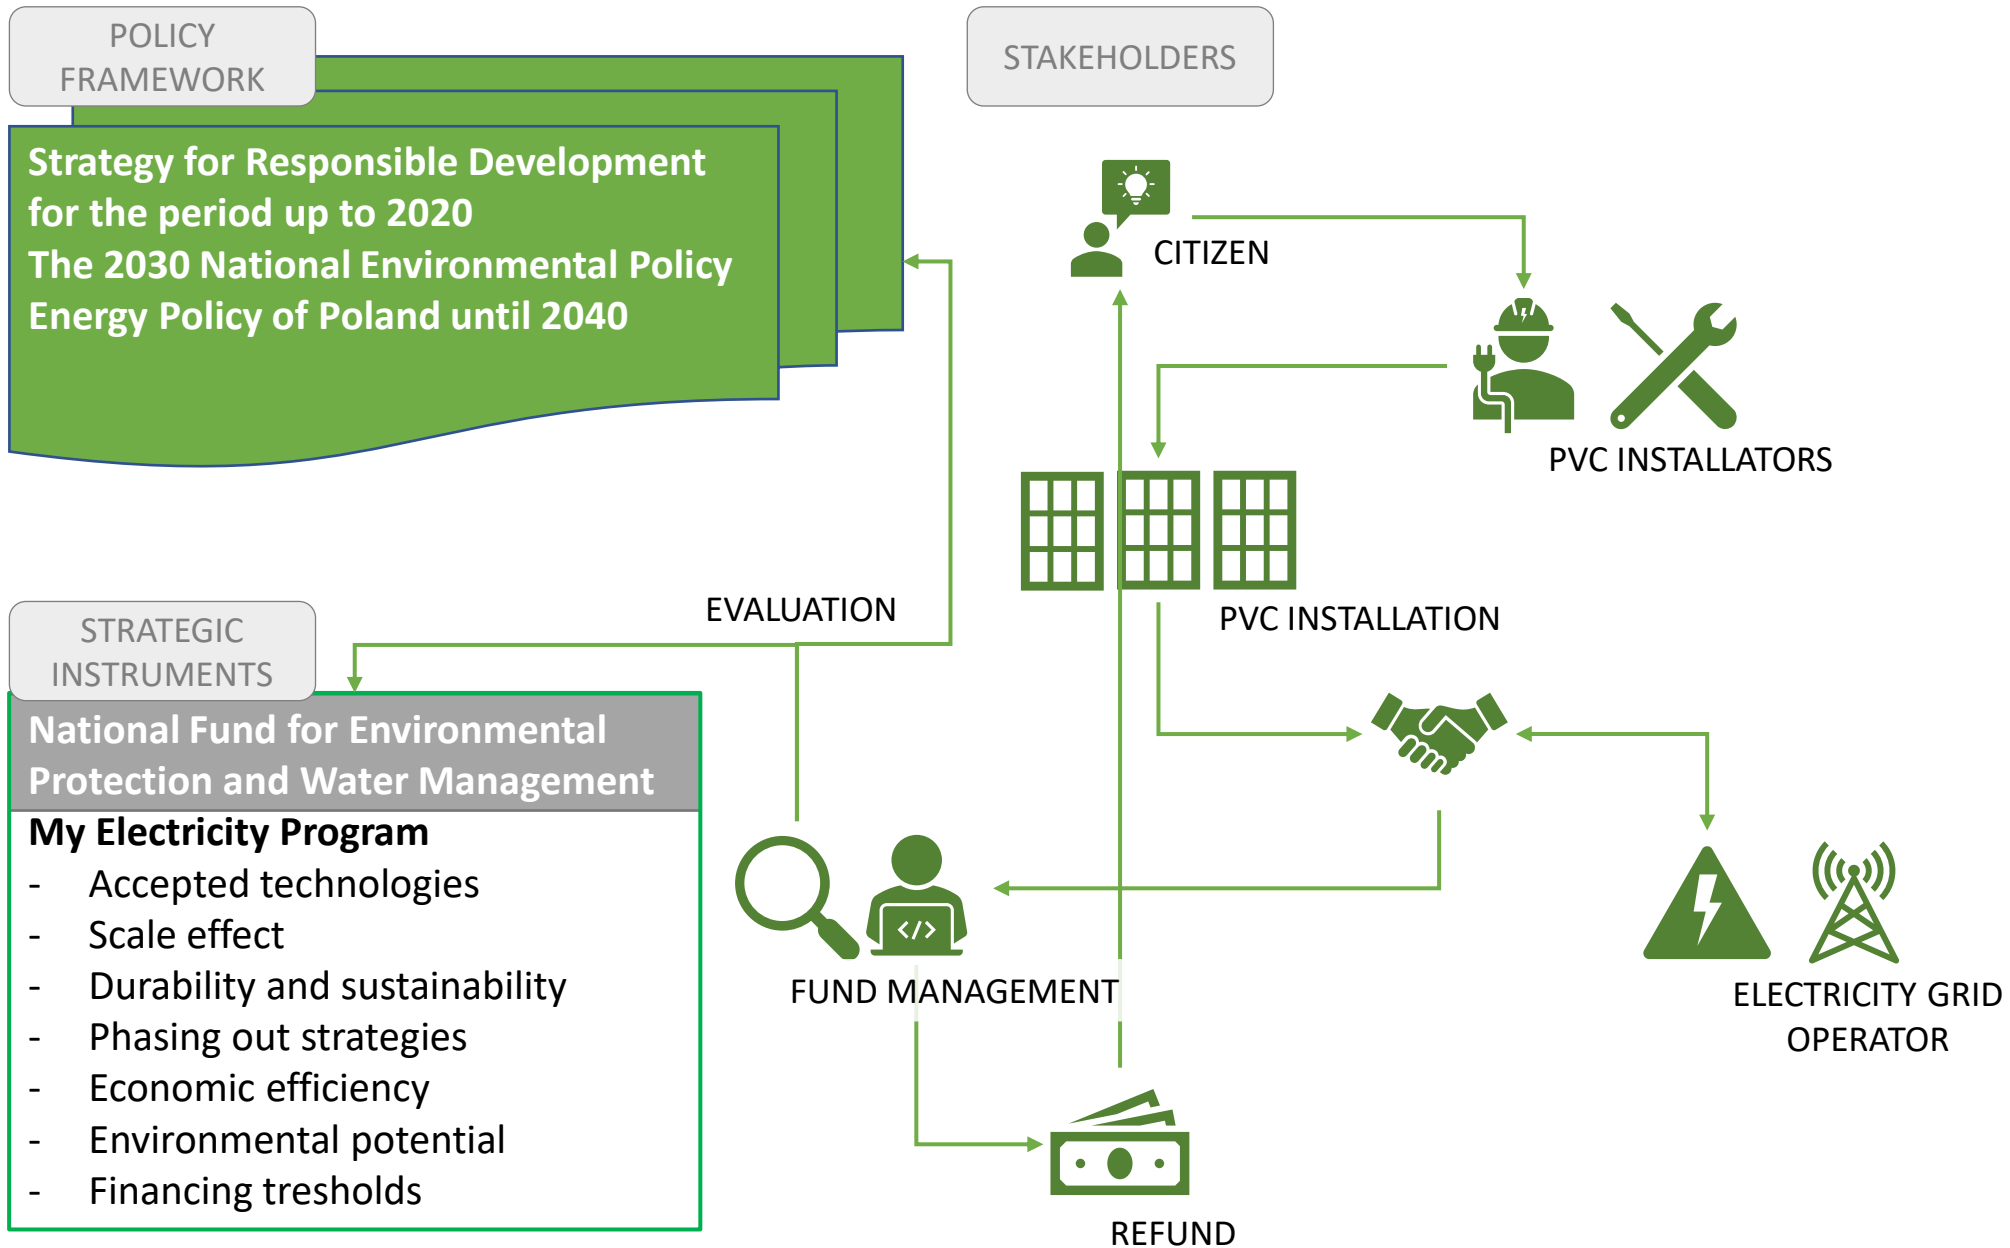 POLICY
FRAMEWORK
Strategy for Responsible Development
for the period up to 2020
The 2030 National Environmental Policy
Energy Policy of Poland until 2040
STAKEHOLDERS
CITIZEN
PVC INSTALLATORS
PVC INSTALLATION
EVALUATION
STRATEGIC
INSTRUMENTS
National Fund for Environmental
Protection and Water Management
My Electricity Program
- Accepted technologies
- Scale effect
- Durability and sustainability
- Phasing out strategies
- Economic efficiency
- Environmental potential
- Financing tresholds
</>
FUND MANAGEMENT
ELECTRICITY GRID
OPERATOR
REFUND